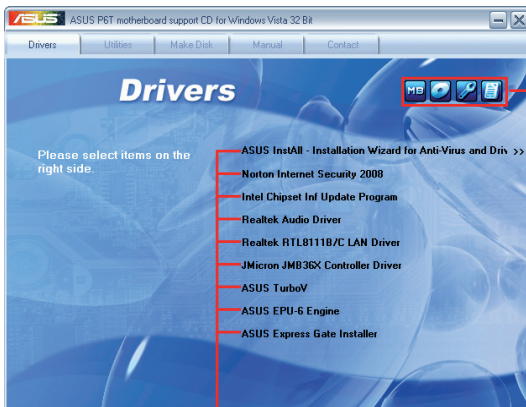 ASUS ASUS P6T motherboard support CD for Windows Vista 32 Bit
Drivers Utilities Make Disk Manual Contact
Drivers
MB
Please select items on the
right side.
ASUS InstAll - Installation Wizard for Anti-Virus and Driv >>
Norton Internet Security 2008
Intel Chipset Inf Update Program
Realtek Audio Driver
Realtek RTL8111B/C LAN Driver
JMicron JMB36X Controller Driver
ASUS TurboV
ASUS EPU-6 Engine
ASUS Express Gate Installer